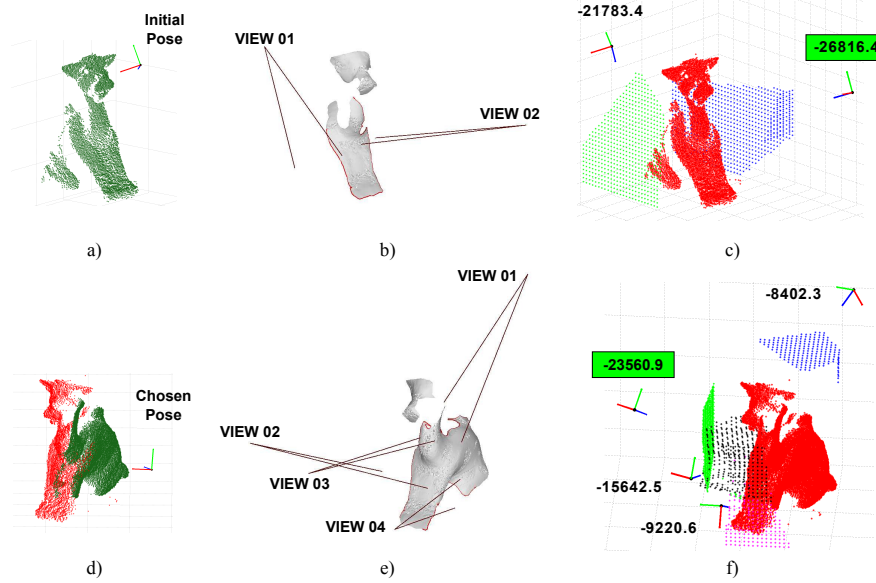 Initial
Pose
VIEW 01
VIEW 02
-21783.4
-26816.4
a)
b)
c)
Chosen
Pose
VIEW 01
VIEW 02
VIEW 03
VIEW 04
-8402.3
-23560.9
-15642.5
-9220.6
d)
e)
f)